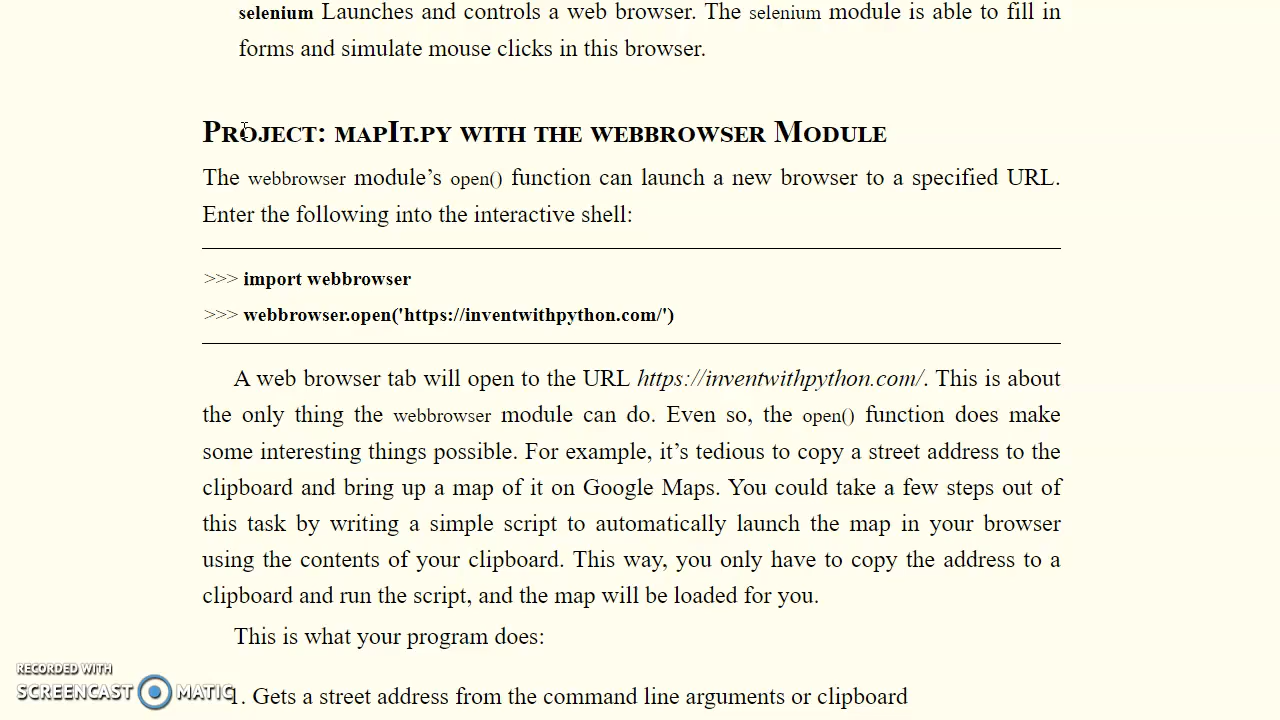 selenium Launches and controls a web browser. The selenium module is able to fill in
forms and simulate mouse clicks in this browser.
PROJECT: MAPIT.PY WITH THE WEBBROWSER MODULE
The webbrowser module’s open() function can launch a new browser to a specified URL.
Enter the following into the interactive shell:
>>> import webbrowser
>>> webbrowser.open('https://inventwithpython.com/')
A web browser tab will open to the URL https://inventwithpython.com/. This is about
the only thing the webbrowser module can do. Even so, the open() function does make
some interesting things possible. For example, it’s tedious to copy a street address to the
clipboard and bring up a map of it on Google Maps. You could take a few steps out of
this task by writing a simple script to automatically launch the map in your browser
using the contents of your clipboard. This way, you only have to copy the address to a
clipboard and run the script, and the map will be loaded for you.
This is what your program does:
1. Gets a street address from the command line arguments or clipboard
RECORDED WITH
SCREENCAST MATIC